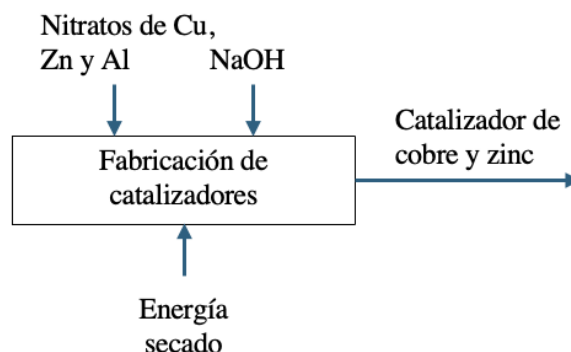 Nitratos de Cu,
Zn y Al
NaOH
Catalizador de
cobre y zinc
Fabricación de
catalizadores
Energía
secado